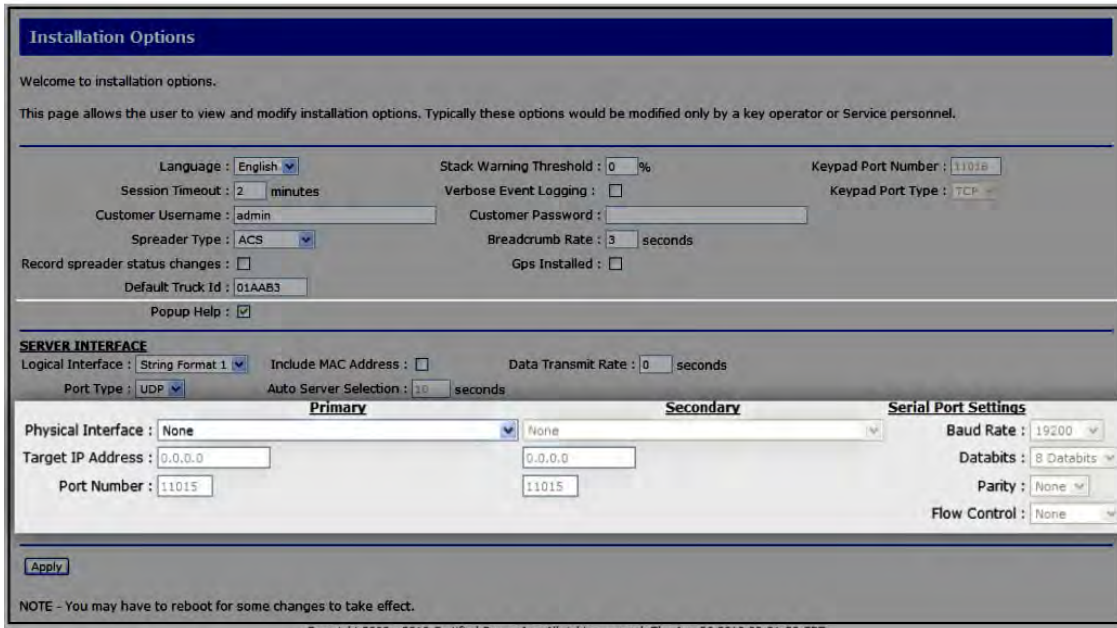 Installation Options
Welcome to installation options.
This page allows the user to view and modify installation options. Typically these options would be modified only by a key operator or Service personnel.
Language : English Stack Warning Threshold : 0 % Keypad Port Number : 11016
Session Timeout : 2 minutes Verbose Event Logging : Keypad Port Type : TCP
Customer Username : admin Customer Password :
Spreader Type : ACS Breadcrumb Rate : 3 seconds
Record spreader status changes : Gps Installed :
Default Truck Id : 01AAB3
Popup Help :
SERVER INTERFACE
Logical Interface : String Format 1 Include MAC Address : Data Transmit Rate : 0 seconds
Port Type : UDP Auto Server Selection : 10 seconds
Primary Secondary Serial Port Settings
Physical Interface : None None Baud Rate : 19200
Target IP Address : 0.0.0.0 0.0.0.0 Databits : 8 Databits
Port Number : 11015 11015 Parity : None
Flow Control : None
Apply
NOTE - You may have to reboot for some changes to take effect.